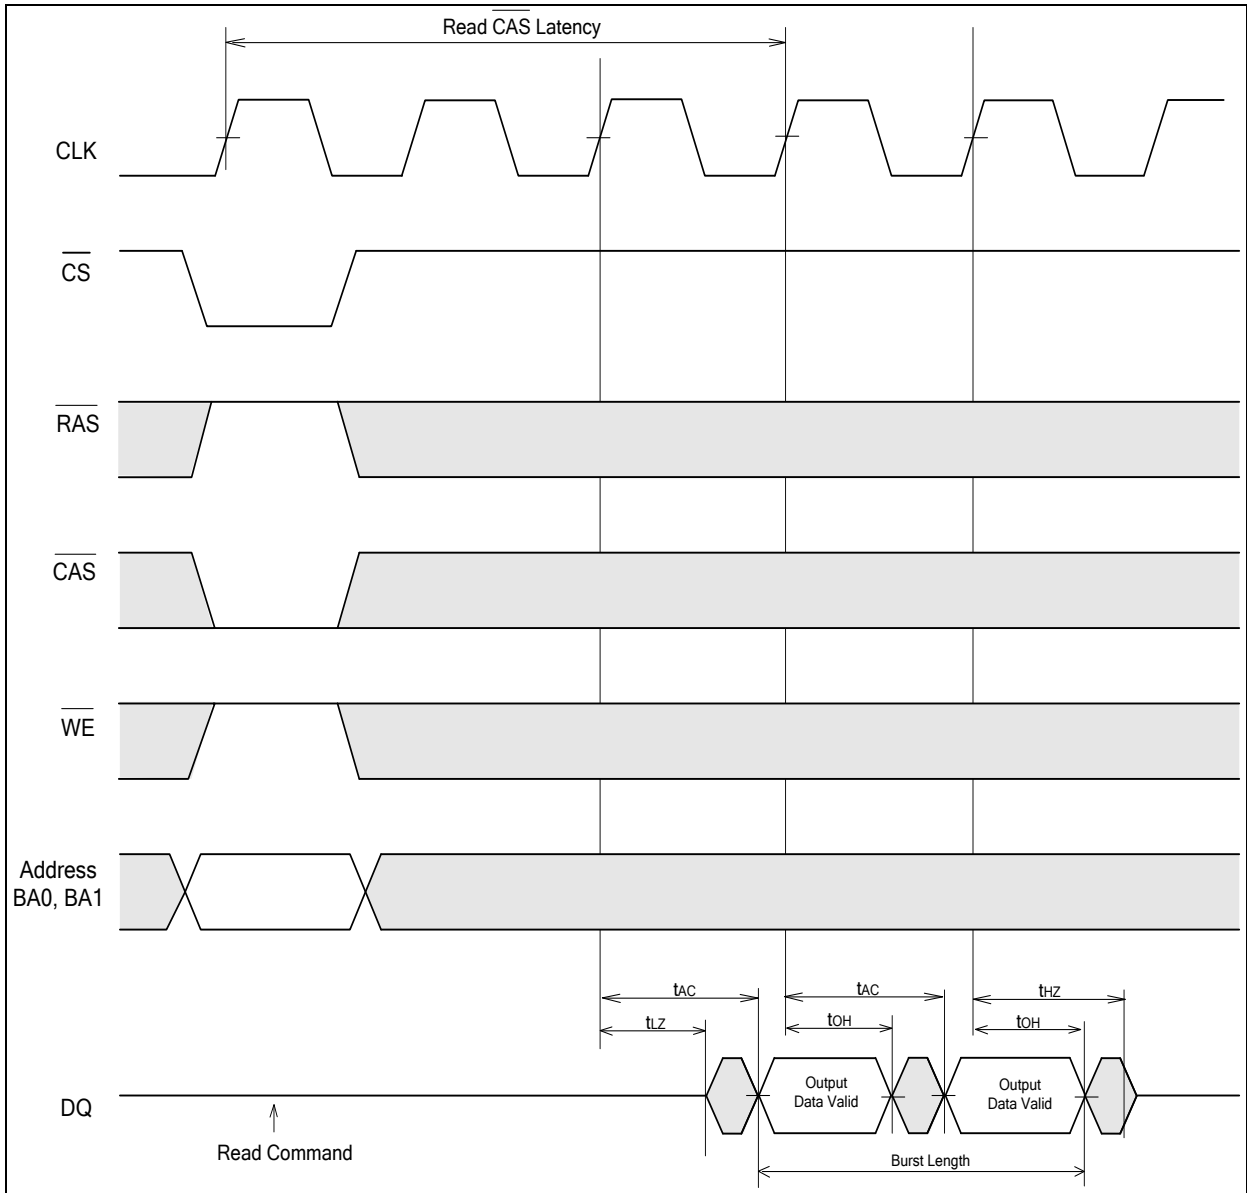 Read CAS Latency
CLK
CS
RAS
CAS
WE
Address
BA0, BA1
tAC
tAC
tHZ
tLZ
tOH
tOH
Output
Data Valid
Output
Data Valid
DQ
Read Command
Burst Length